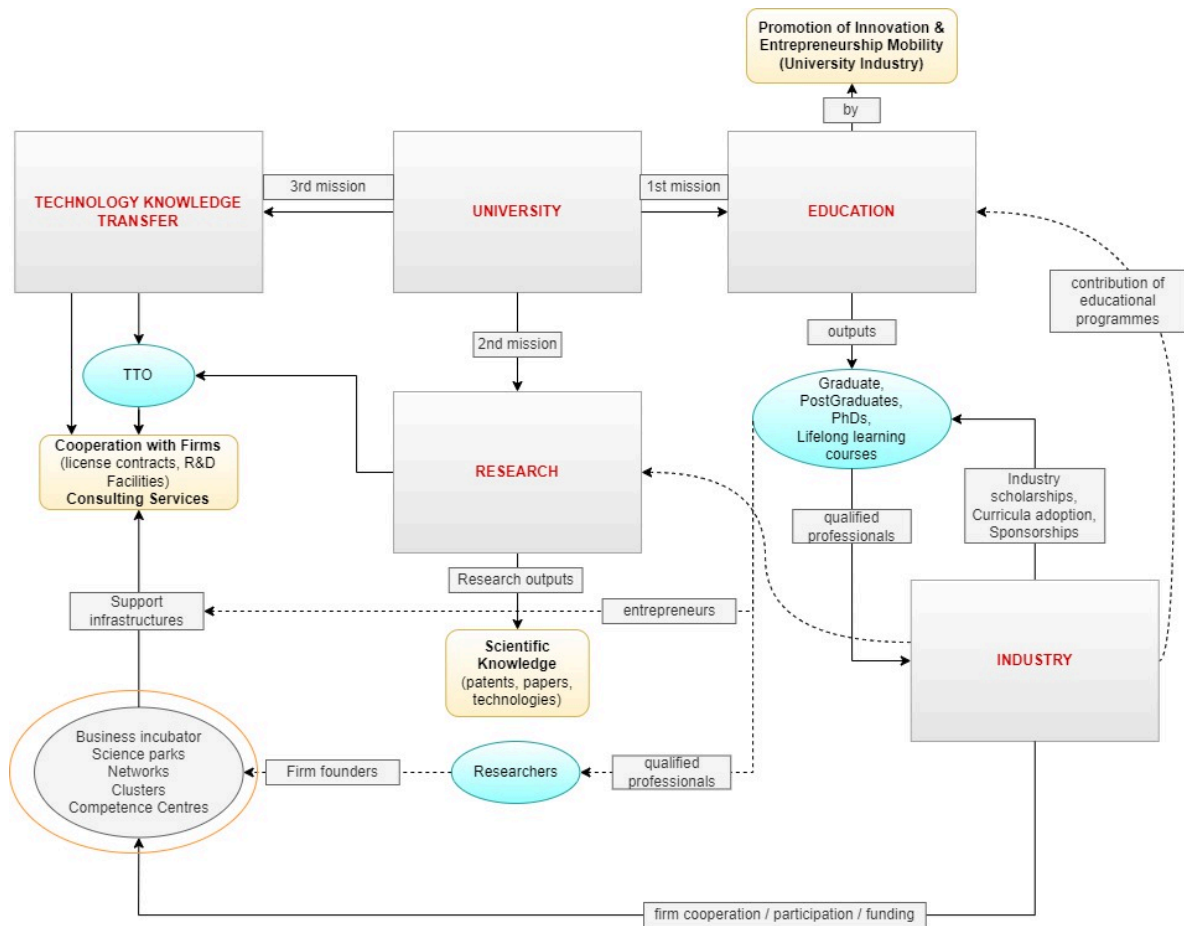 Promotion of Innovation &
Entrepreneurship Mobility
(University Industry)
by
TECHNOLOGY KNOWLEDGE
TRANSFER
3rd mission
UNIVERSITY
1st mission
EDUCATION
contribution of
educational
programmes
2nd mission
outputs
TTO
Graduate,
PostGraduates,
PhDs,
Lifelong learning
courses
Cooperation with Firms
(license contracts, R&D
Facilities)
Consulting Services
RESEARCH
Industry
scholarships,
Curricula adoption,
Sponsorships
qualified
professionals
Research outputs
Support
infrastructures
entrepreneurs
Scientific
Knowledge
(patents, papers,
technologies)
INDUSTRY
Business incubator
Science parks
Networks
Clusters
Competence Centres
Firm founders
Researchers
qualified
professionals
firm cooperation / participation / funding